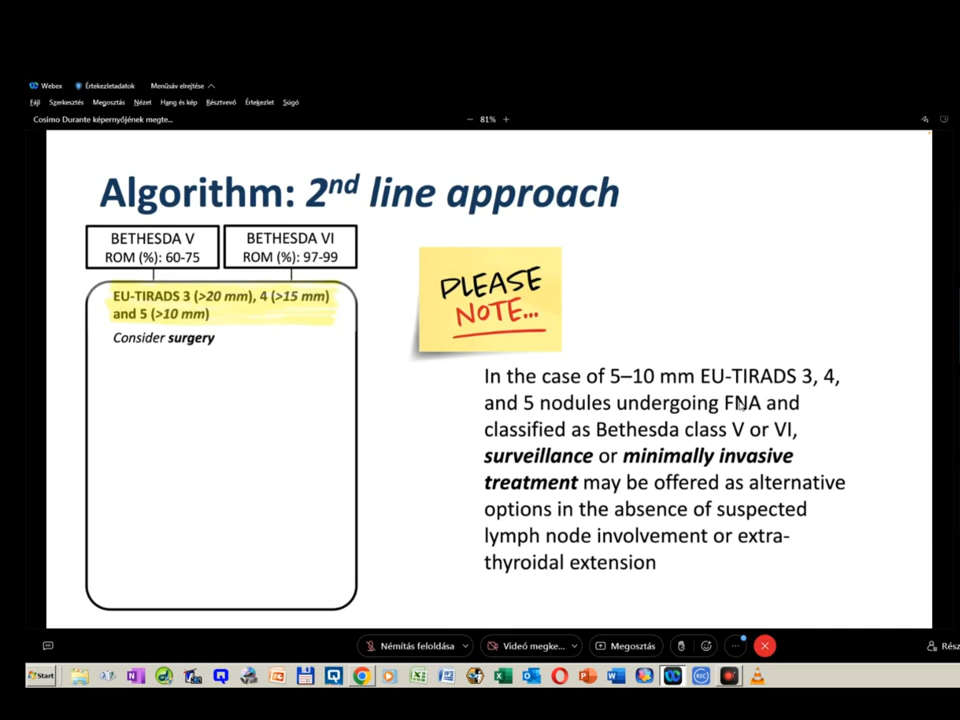 Webex
Értekezletadatok
Menüsáv elrejtése
Fájl Szerkesztés Megosztás Nézet Hang és kép Résztvevő Értekezlet Súgó
Cosimo Durante képernyőjének megte...
81%
Algorithm: 2nd line approach
BETHESDA V
ROM (%): 60-75
BETHESDA VI
ROM (%): 97-99
EU-TIRADS 3 (>20 mm), 4 (>15 mm)
and 5 (>10 mm)
Consider surgery
PLEASE
NOTE...
In the case of 5–10 mm EU-TIRADS 3, 4,
and 5 nodules undergoing FNA and
classified as Bethesda class V or VI,
surveillance or minimally invasive
treatment may be offered as alternative
options in the absence of suspected
lymph node involvement or extra-
thyroidal extension
Némítás feloldása
Videó megke...
Megosztás
Rész
Start
REC